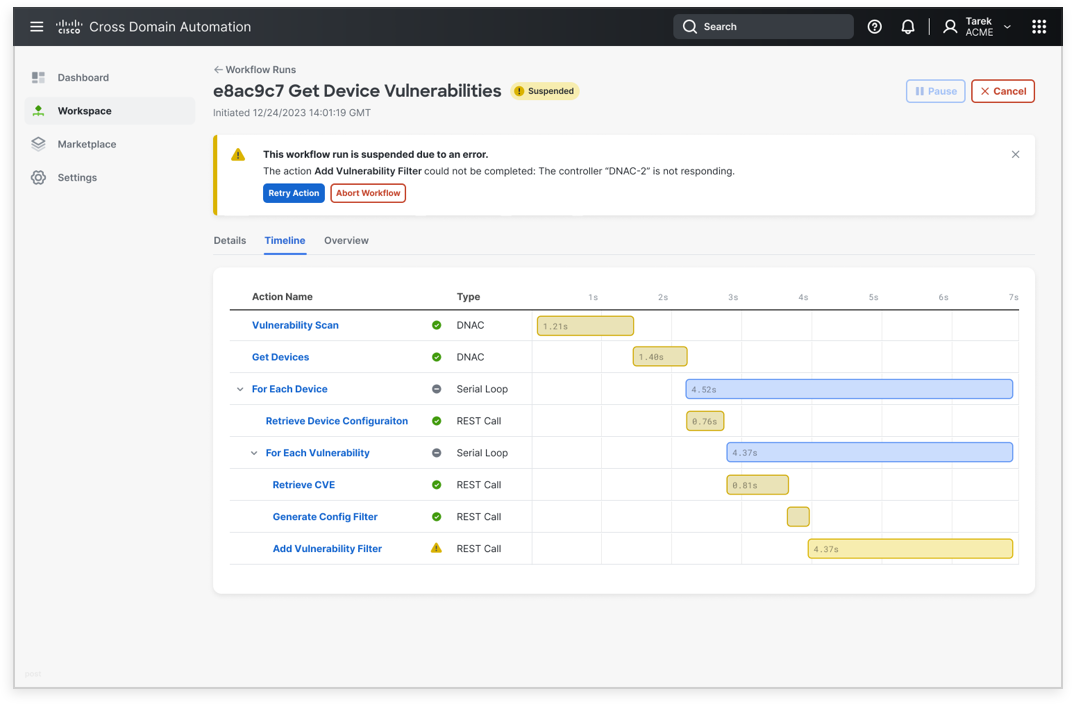 CISCO Cross Domain Automation
Search
Tarek
ACME
Dashboard
Workspace
Marketplace
Settings
Workflow Runs
e8ac9c7 Get Device Vulnerabilities
Suspended
Pause
Cancel
Initiated 12/24/2023 14:01:19 GMT
This workflow run is suspended due to an error.
The action Add Vulnerability Filter could not be completed: The controller “DNAC-2” is not responding.
Retry Action Abort Workflow
Details Timeline Overview
Action Name Type 1s 2s 3s 4s 5s 6s 7s
Vulnerability Scan DNAC 1.21s
Get Devices DNAC 1.40s
For Each Device Serial Loop 4.52s
Retrieve Device Configuraiton REST Call 0.76s
For Each Vulnerability Serial Loop 4.37s
Retrieve CVE REST Call 0.81s
Generate Config Filter REST Call
Add Vulnerability Filter REST Call 4.37s